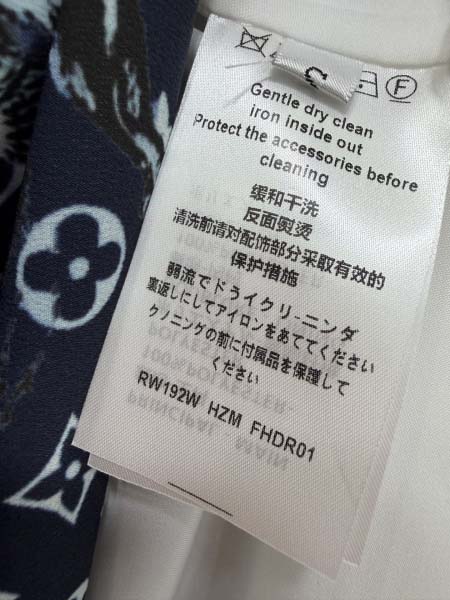 S
F
Gentle dry clean
iron inside out
Protect the accessories before
cleaning
缓和干洗
反面熨烫
清洗前请对配饰部分采取有效的
保护措施
弱流でドライクリ-ニンダ
裏返しにしてアイロンをあててください
クノニングの前に付属品を保護して
ください
RW192W HZM FHDR01